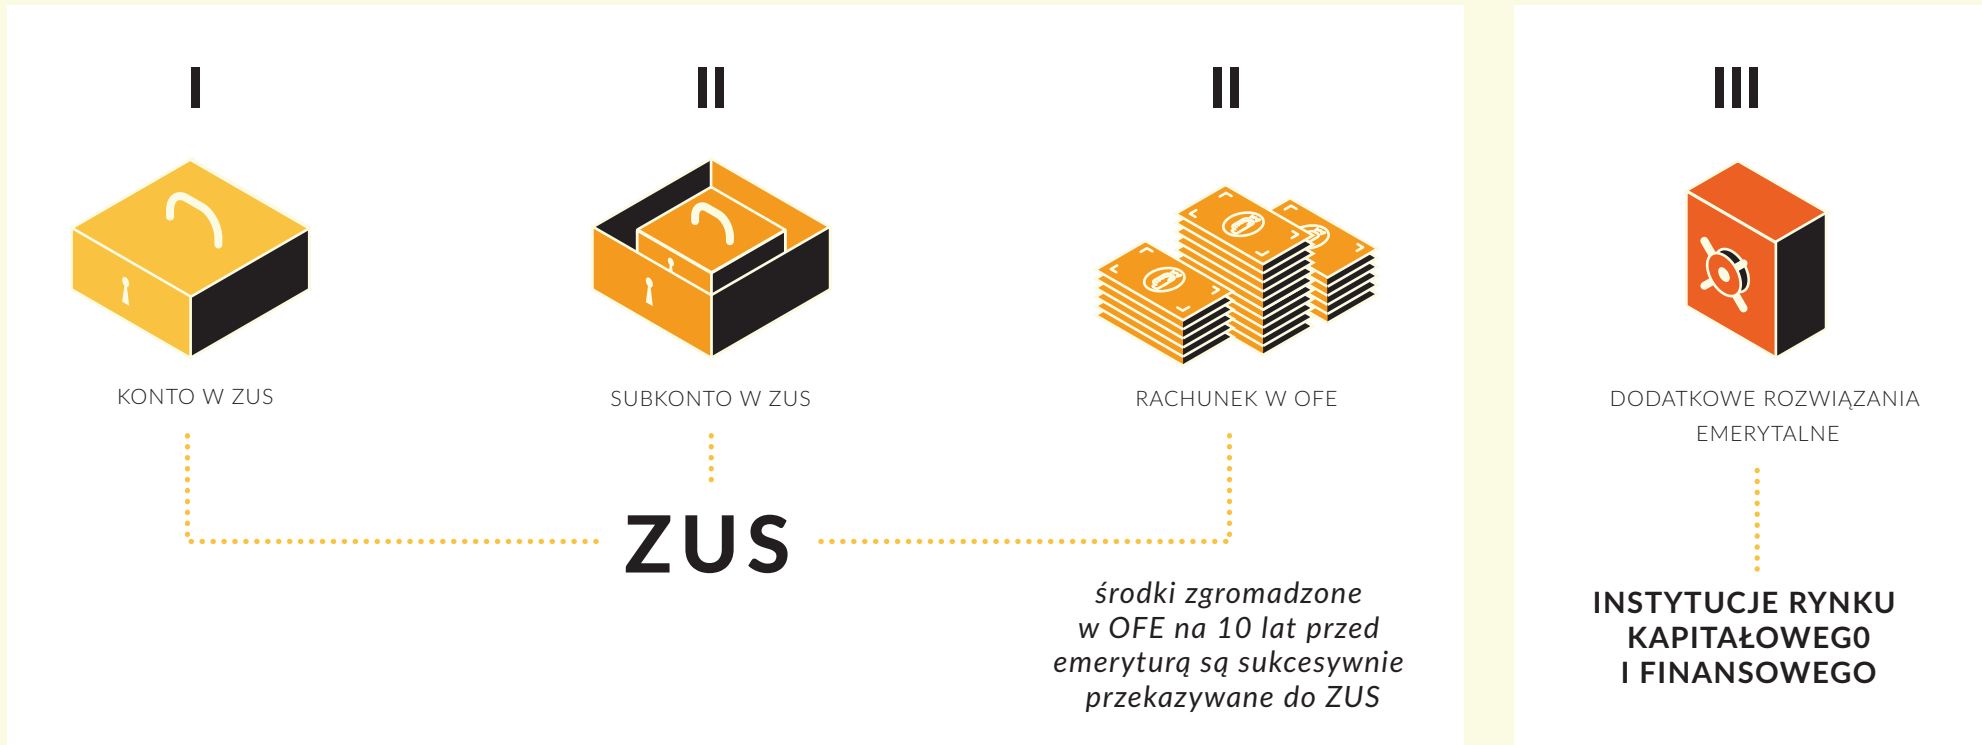 I
KONTO W ZUS
II
SUBKONTO W ZUS
II
RACHUNEK W OFE
ZUS
środki zgromadzone
w OFE na 10 lat przed
emeryturą są sukcesywnie
przekazywane do ZUS
III
DODATKOWE ROZWIĄZANIA
EMERYTALNE
INSTYTUCJE RYNKU
KAPITAŁOWEG0
I FINANSOWEGO